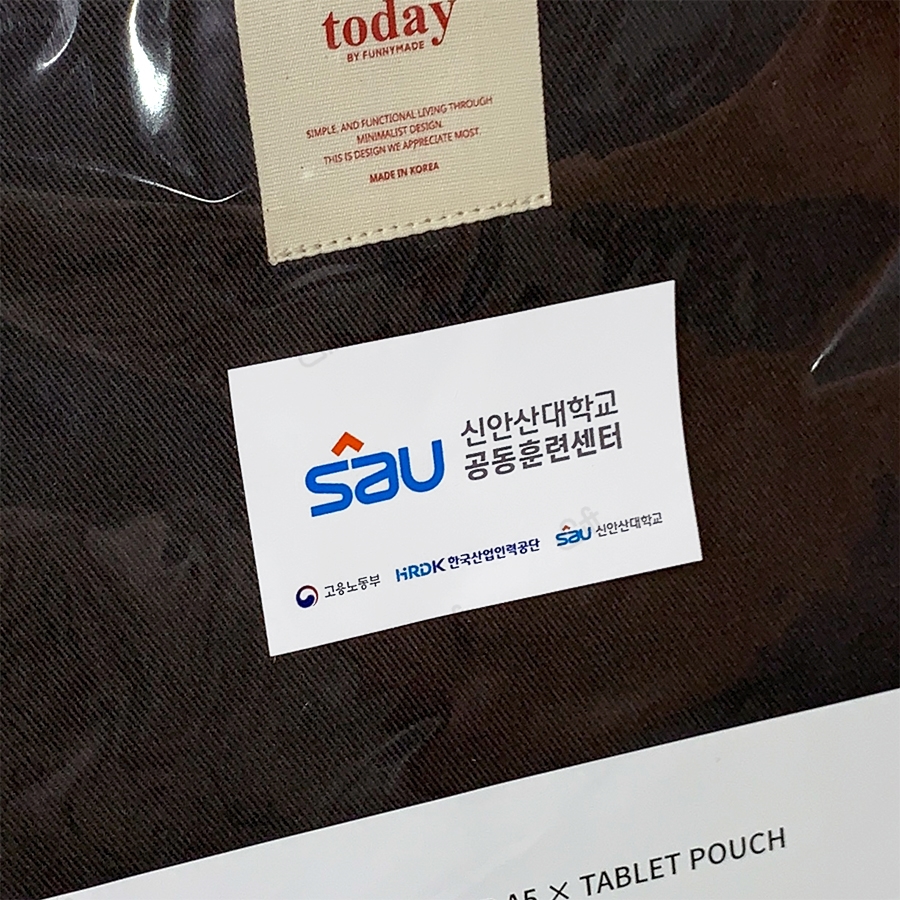 today
BY FUNNYMADE
SIMPLE, AND FUNCTIONAL LIVING THROUGH
MINIMALIST DESIGN.
THIS IS DESIGN WE APPRECIATE MOST.
MADE IN KOREA
sau 신안산대학교
공동훈련센터
고용노동부 HRDK 한국산업인력공단 sau 신안산대학교
A5 × TABLET POUCH